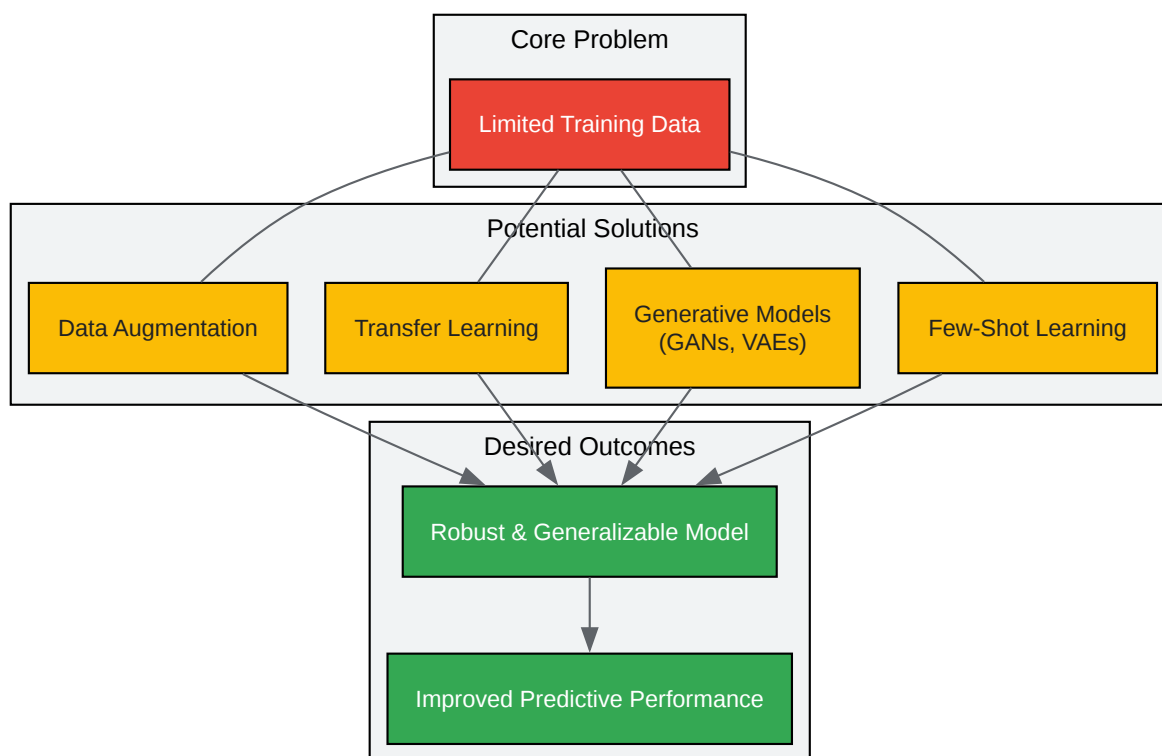 Core Problem
Limited Training Data
Potential Solutions
Data Augmentation
Transfer Learning
Generative Models
(GANs, VAEs)
Few-Shot Learning
Desired Outcomes
Robust & Generalizable Model
Improved Predictive Performance